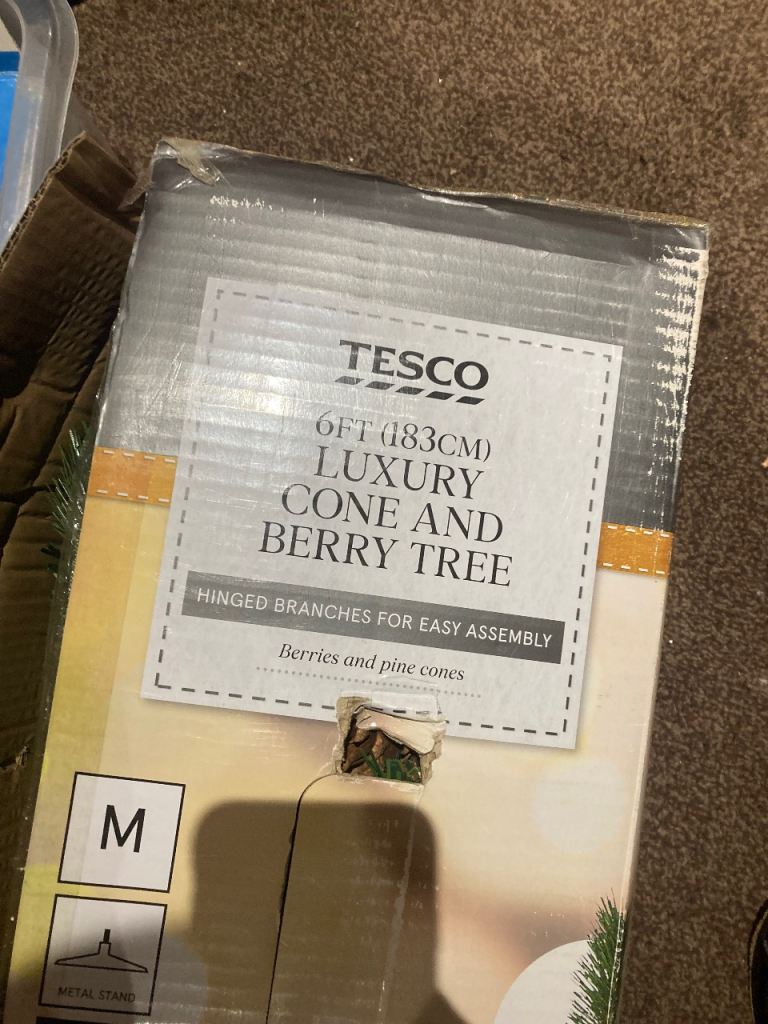 TESCO
6FT (183CM)
LUXURY
CONE AND
BERRY TREE
HINGED BRANCHES FOR EASY ASSEMBLY
Berries and pine cones
M
METAL STAND